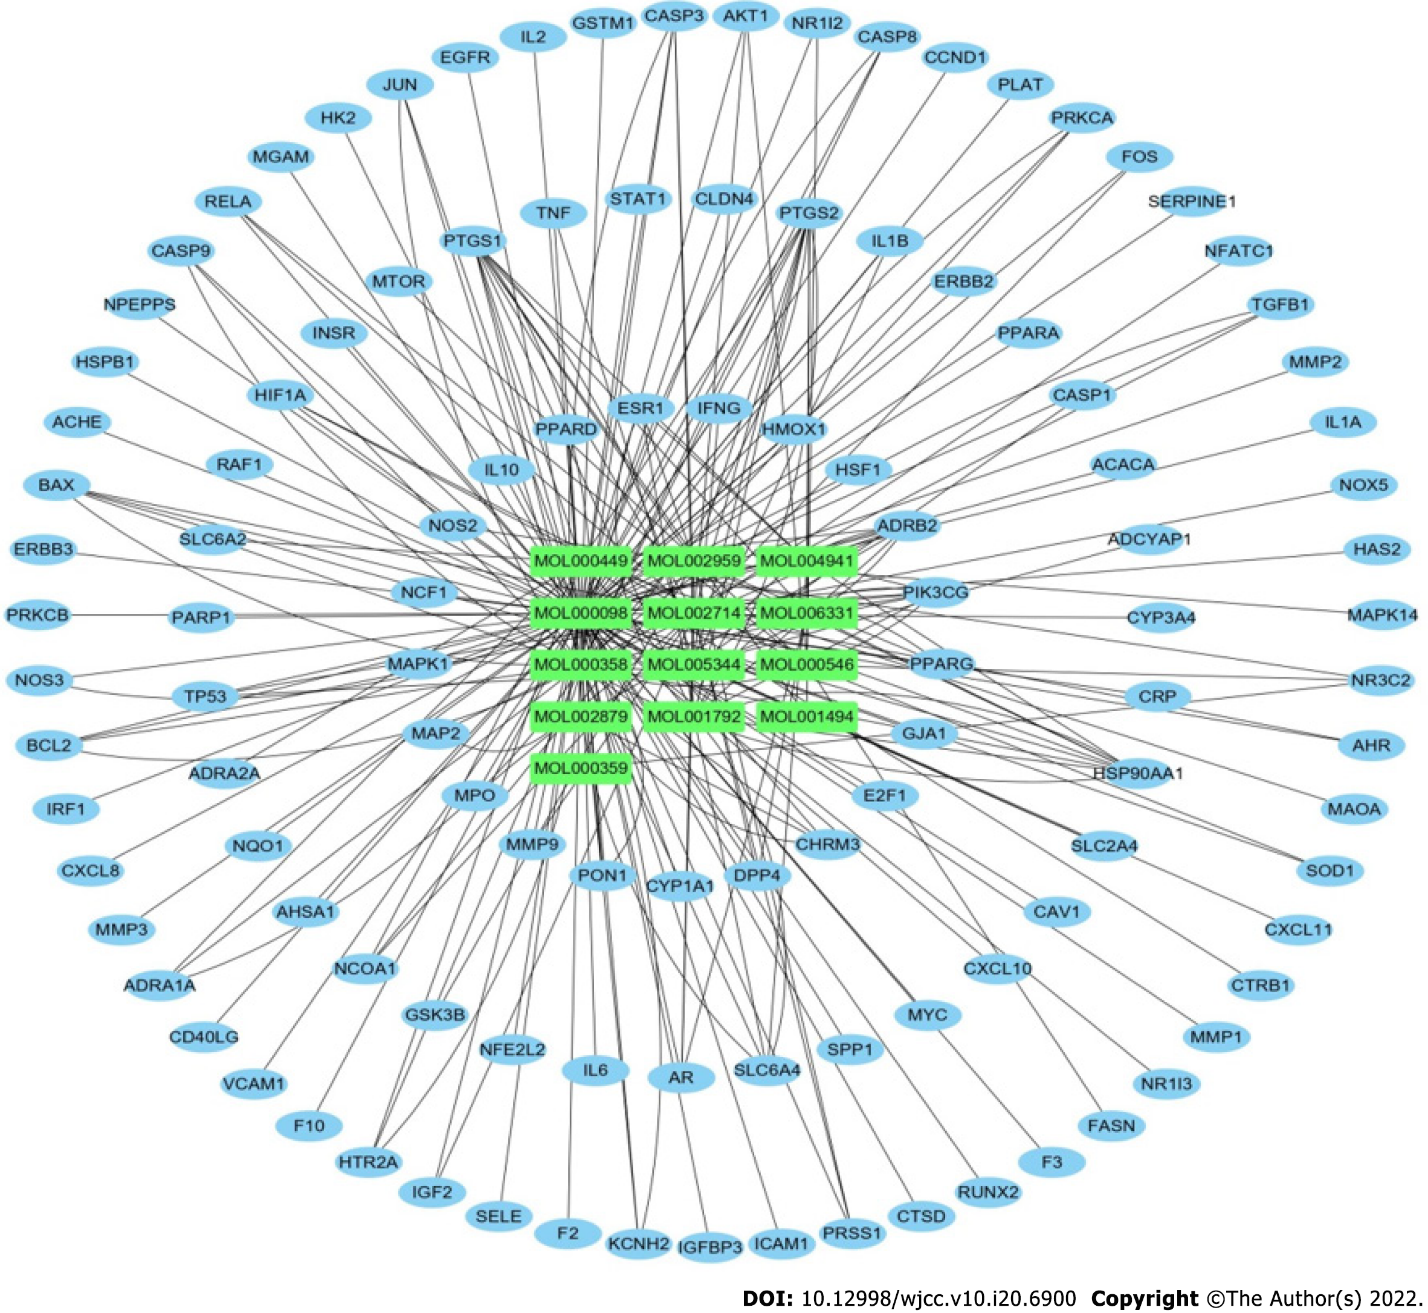 CASP3 AKT1
GSTM1 NR1I2
IL2 CASP8
EGFR CCND1
JUN PLAT
HK2 PRKCA
MGAM FOS
RELA STAT1 CLDN4 SERPINE1
TNF PTGS2
PTGS1 IL1B
CASP9 NFATC1
MTOR ERBB2
NPEPPS TGFB1
INSR PPARA
HSPB1 MMP2
HIF1A CASP1
ESR1 IFNG
ACHE PPARD HMOX1 IL1A
RAF1 IL10 HSF1 ACACA
BAX NOX5
SLC6A2 NOS2 ADRB2 ADCYAP1
ERBB3 HAS2
MOL000449 MOL002959 MOL004941
NCF1 PIK3CG
PRKCB PARP1 MOL000098 MOL002714 MOL006331 CYP3A4 MAPK14
MAPK1 MOL000358 MOL005344 MOL000546 PPARG
NOS3 NR3C2
TP53 CRP
MOL002879 MOL001792 MOL001494
MAP2 GJA1
BCL2 AHR
MOL000359
ADRA2A HSP90AA1
MPO E2F1
IRF1 MAOA
NQO1 MMP9 CHRM3 SLC2A4
CXCL8 PON1 CYP1A1 DPP4 SOD1
AHSA1 CAV1
MMP3 CXCL11
NCOA1 CXCL10
ADRA1A CTRB1
GSK3B MYC
CD40LG MMP1
NFE2L2 SPP1
IL6 AR SLC6A4
VCAM1 NR1I3
F10 FASN
HTR2A F3
IGF2 RUNX2
SELE CTSD
F2 PRSS1
KCNH2 IGFBP3 ICAM1
DOI: 10.12998/wjcc.v10.i20.6900 Copyright ©The Author(s) 2022.